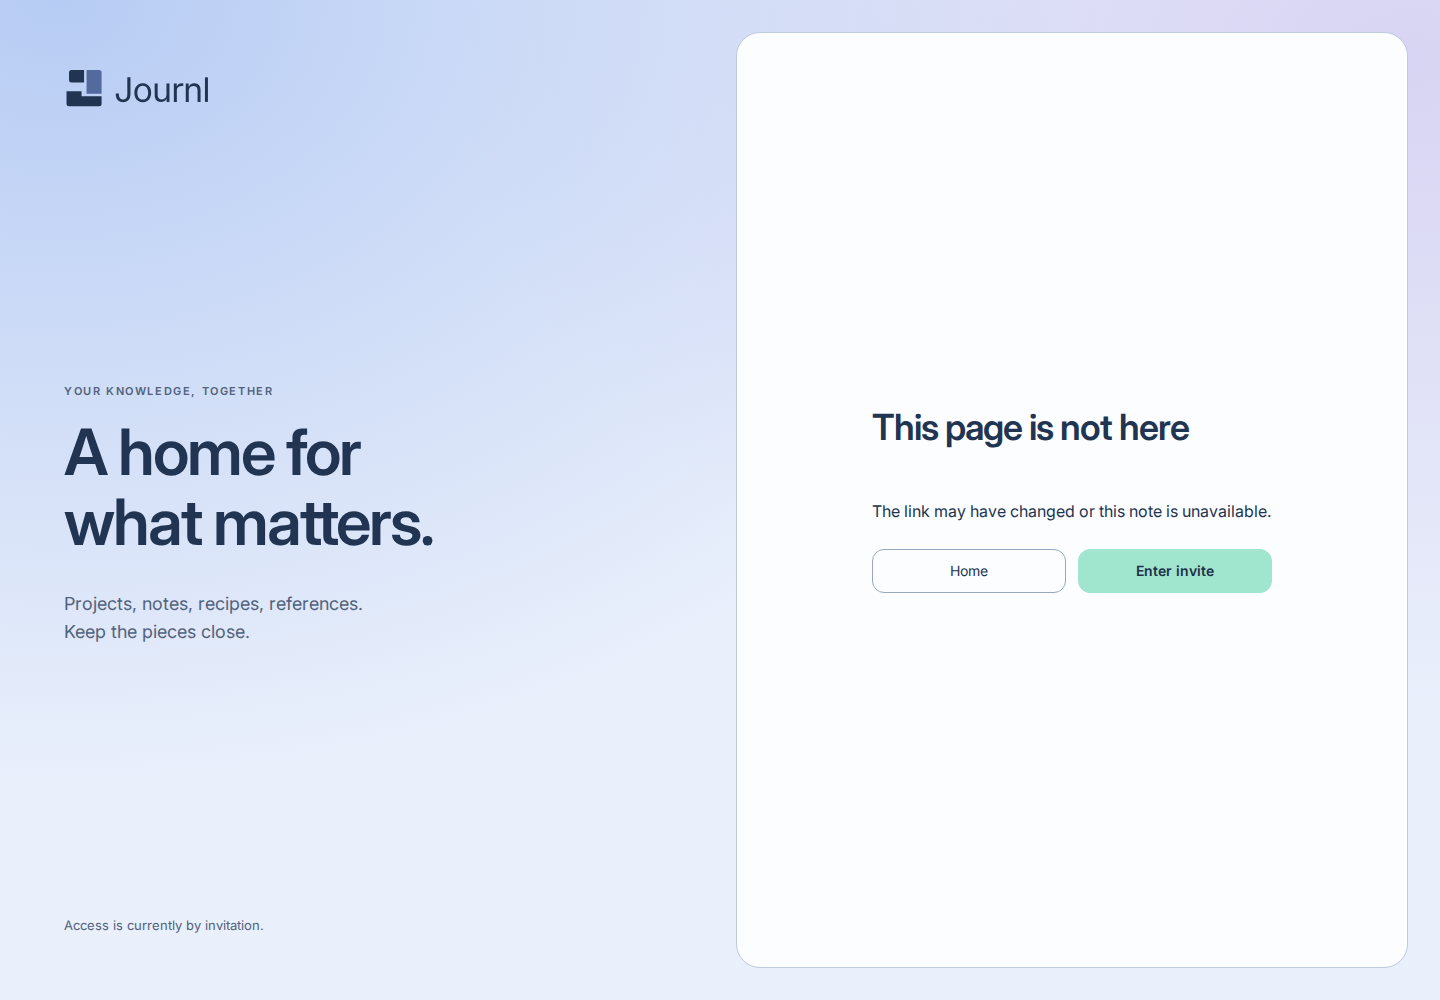 Journl
YOUR KNOWLEDGE, TOGETHER
A home for
what matters.
Projects, notes, recipes, references.
Keep the pieces close.
Access is currently by invitation.
This page is not here
The link may have changed or this note is unavailable.
Home
Enter invite